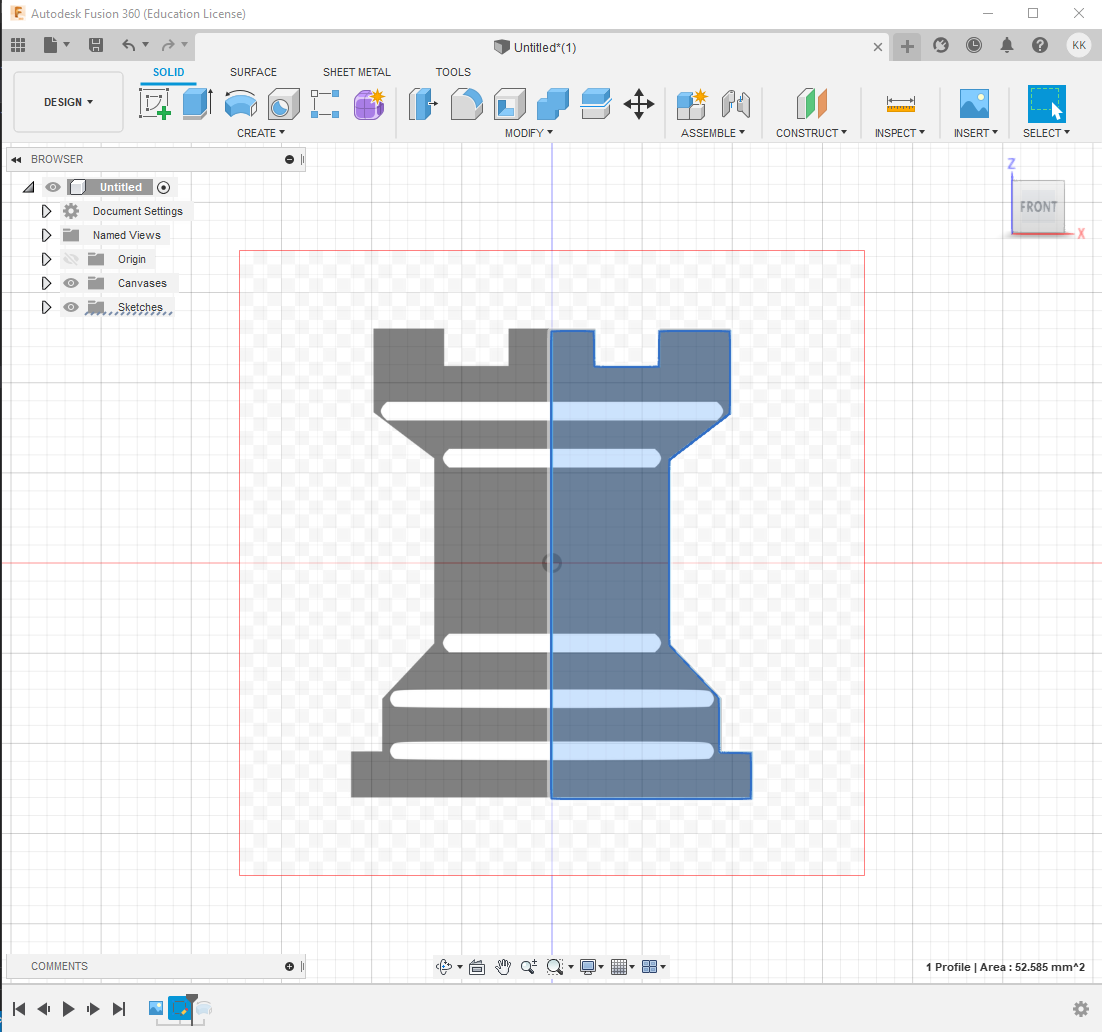 Autodesk Fusion 360 (Education License)
Untitled*(1)
KK
SOLID SURFACE SHEET METAL TOOLS
DESIGN
CREATE MODIFY ASSEMBLE CONSTRUCT INSPECT INSERT SELECT
BROWSER
Untitled
Document Settings
Named Views
Origin
Canvases
Sketches
Z
FRONT
X
COMMENTS
1 Profile | Area : 52.585 mm^2